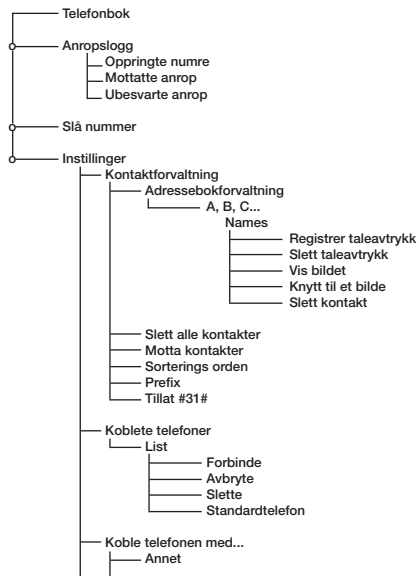 Telefonbok
Anropslogg
Oppringte numre
Mottatte anrop
Ubesvarte anrop
Slå nummer
Instillinger
Kontaktforvaltning
Adressebokforvaltning
A, B, C...
Names
Registrer taleavtrykk
Slett taleavtrykk
Vis bildet
Knytt til et bilde
Slett kontakt
Slett alle kontakter
Motta kontakter
Sorterings orden
Prefix
Tillat #31#
Koblete telefoner
List
Forbinde
Avbryte
Slette
Standardtelefon
Koble telefonen med...
Annet